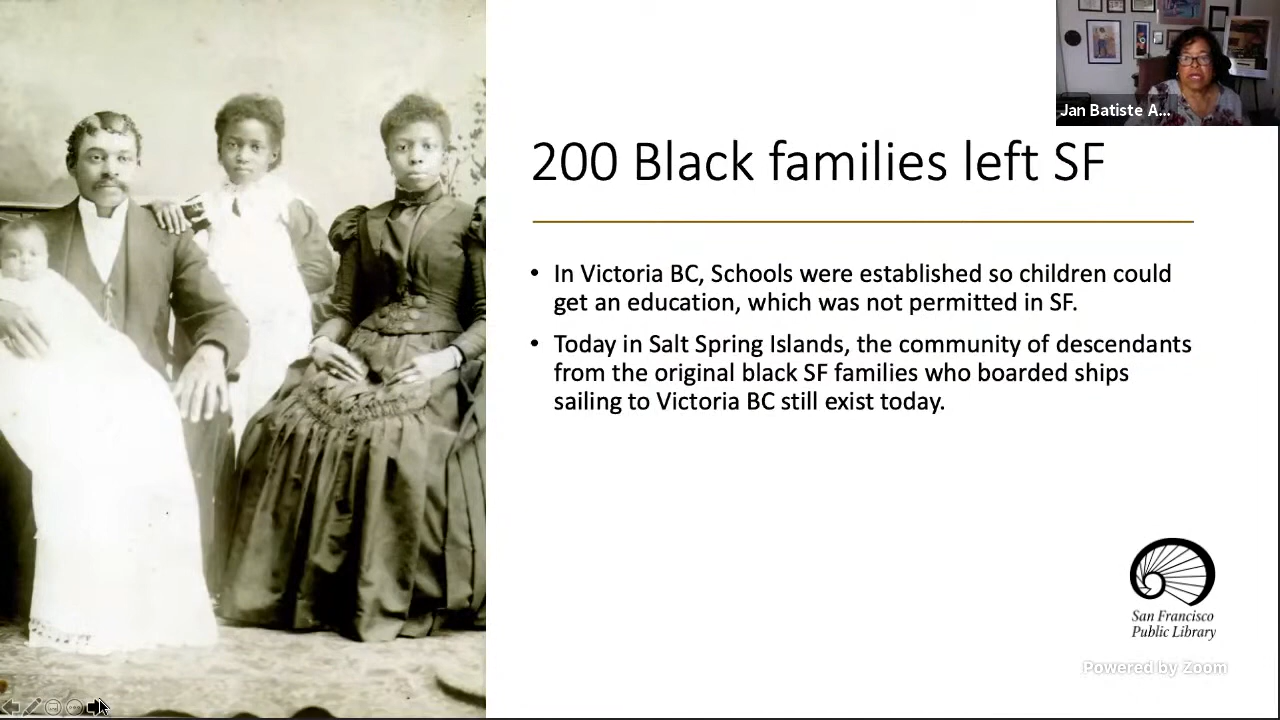 Jan Batiste A...
200 Black families left SF
• In Victoria BC, Schools were established so children could
get an education, which was not permitted in SF.
• Today in Salt Spring Islands, the community of descendants
from the original black SF families who boarded ships
sailing to Victoria BC still exist today.
San Francisco
Public Library
Powered by Zoom